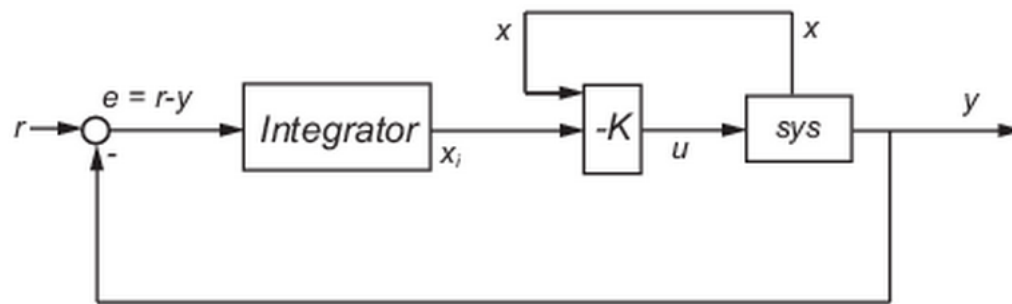 x
x
e = r-y
y
r
Integrator
-K
sys
-
xi
u